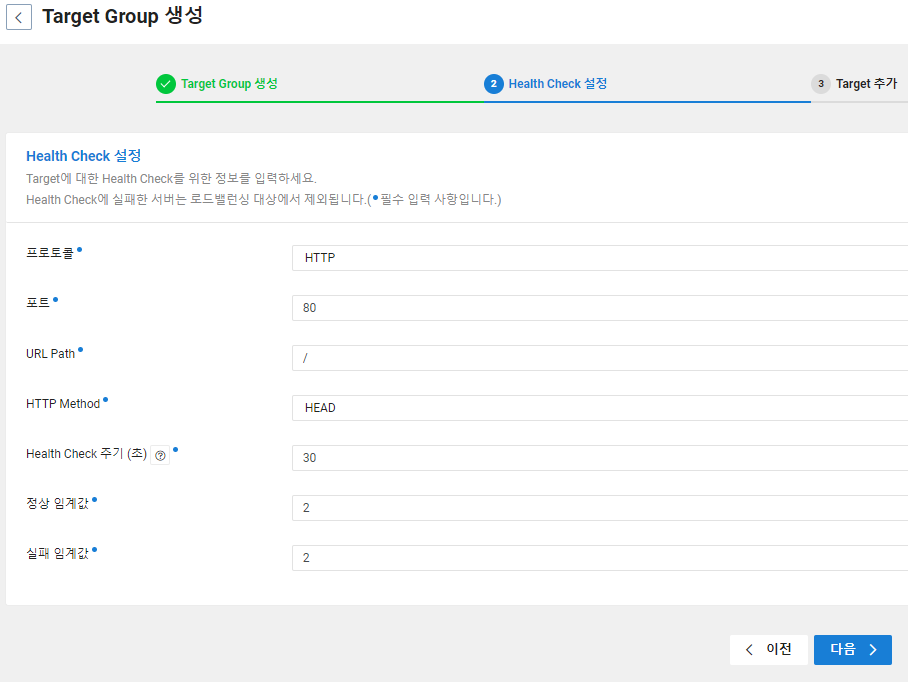 Target Group 생성
Target Group 생성
2 Health Check 설정
3 Target 추가
Health Check 설정
Target에 대한 Health Check를 위한 정보를 입력하세요.
Health Check에 실패한 서버는 로드밸런싱 대상에서 제외됩니다.(•필수 입력 사항입니다.)
프로토콜•
HTTP
포트•
80
URL Path•
/
HTTP Method•
HEAD
Health Check 주기 (초) ? •
30
정상 임계값•
2
실패 임계값•
2
< 이전
다음 >